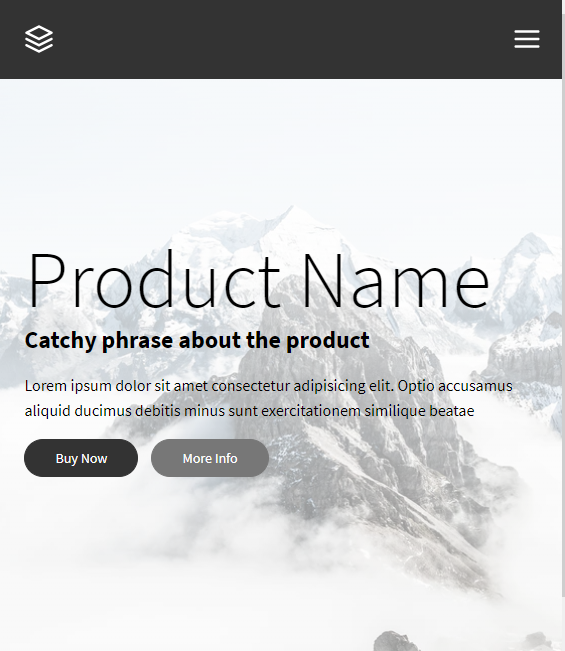 Product Name
Catchy phrase about the product
Lorem ipsum dolor sit amet consectetur adipisicing elit. Optio accusamus
aliquid ducimus debitis minus sunt exercitationem similique beatae
Buy Now More Info